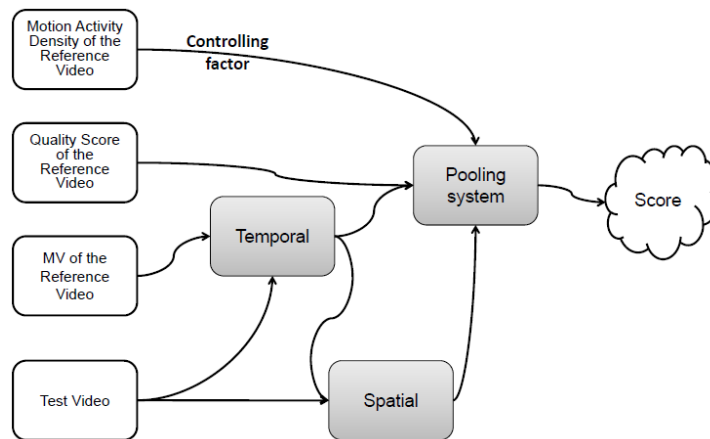 Motion Activity
Density of the
Reference
Video
Controlling
factor
Quality Score
of the
Reference
Video
Pooling
system
Score
Temporal
MV of the
Reference
Video
Test Video
Spatial